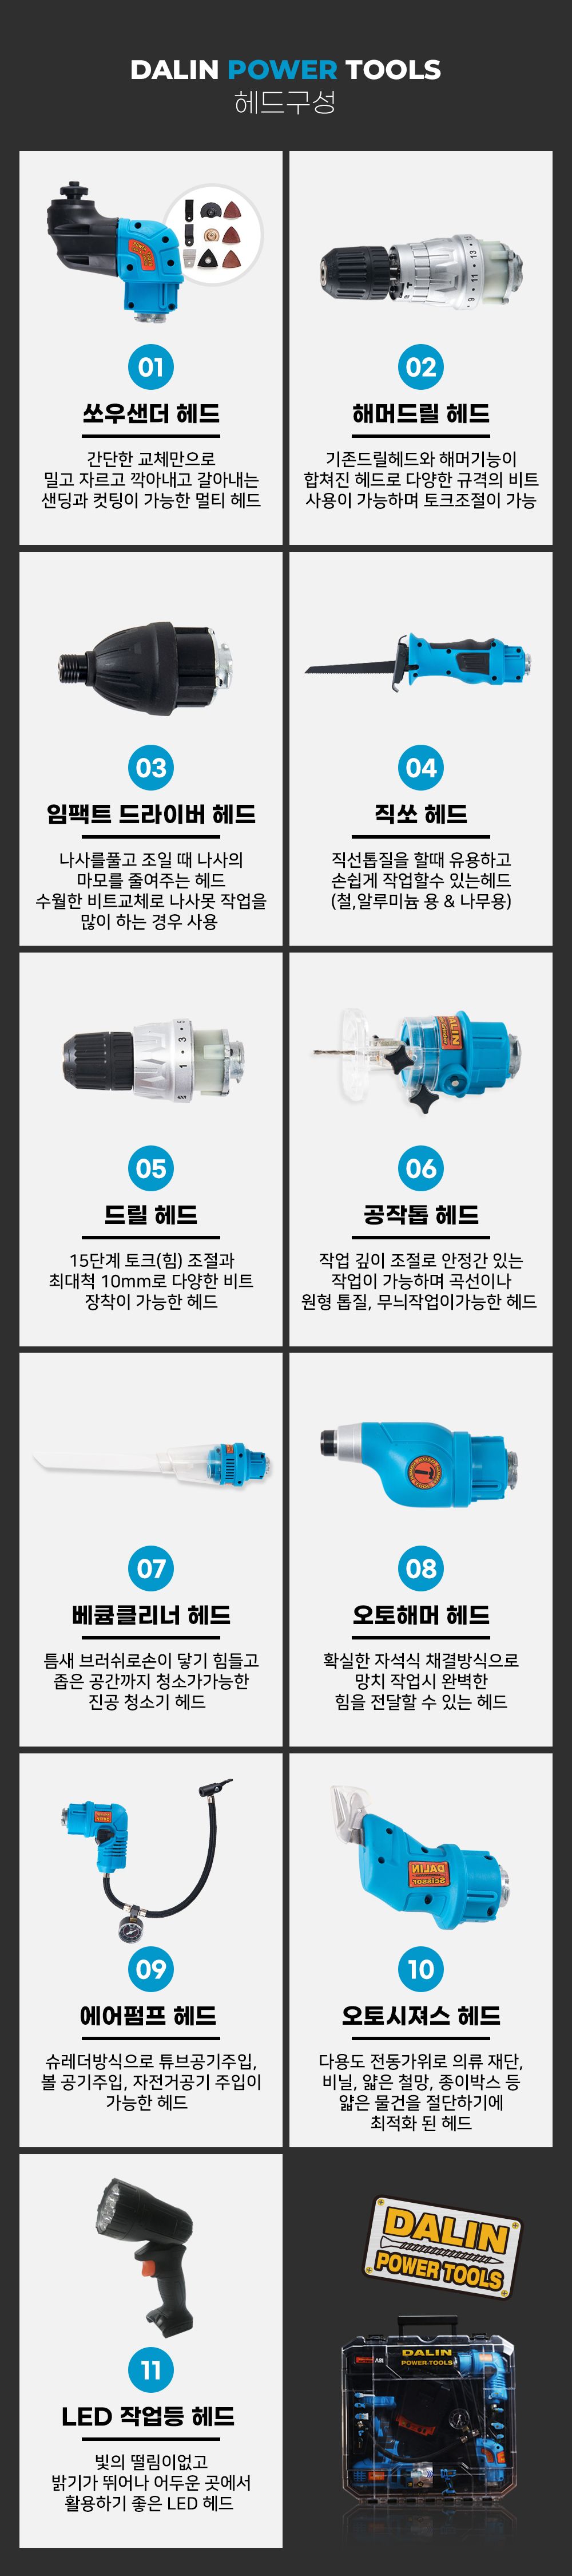 DALIN POWER TOOLS
헤드구성
01
쏘우샌더 헤드
간단한 교체만으로
밀고 자르고 깍아내고 갈아내는
샌딩과 컷팅이 가능한 멀티 헤드
13
11
9
02
해머드릴 헤드
기존드릴헤드와 해머기능이
합쳐진 헤드로 다양한 규격의 비트
사용이 가능하며 토크조절이 가능
03
임팩트 드라이버 헤드
나사를풀고 조일 때 나사의
마모를 줄여주는 헤드
수월한 비트교체로 나사못 작업을
많이 하는 경우 사용
04
직쏘 헤드
직선톱질을 할때 유용하고
손쉽게 작업할수 있는헤드
(철,알루미늄 용 & 나무용)
3
1
05
드릴 헤드
15단계 토크(힘) 조절과
최대척 10mm로 다양한 비트
장착이 가능한 헤드
DALIN
06
공작톱 헤드
작업 깊이 조절로 안정간 있는
작업이 가능하며 곡선이나
원형 톱질, 무늬작업이가능한 헤드
07
베큠클리너 헤드
틈새 브러쉬로손이 닿기 힘들고
좁은 공간까지 청소가가능한
진공 청소기 헤드
08
오토해머 헤드
확실한 자석식 채결방식으로
망치 작업시 완벽한
힘을 전달할 수 있는 헤드
09
에어펌프 헤드
슈레더방식으로 튜브공기주입,
볼 공기주입, 자전거공기 주입이
가능한 헤드
DALIN
Scissor
10
오토시져스 헤드
다용도 전동가위로 의류 재단,
비닐, 얇은 철망, 종이박스 등
얇은 물건을 절단하기에
최적화 된 헤드
11
LED 작업등 헤드
빛의 떨림이없고
밝기가 뛰어나 어두운 곳에서
활용하기 좋은 LED 헤드
DALIN
POWER TOOLS
DALIN
POWER-TOOLS